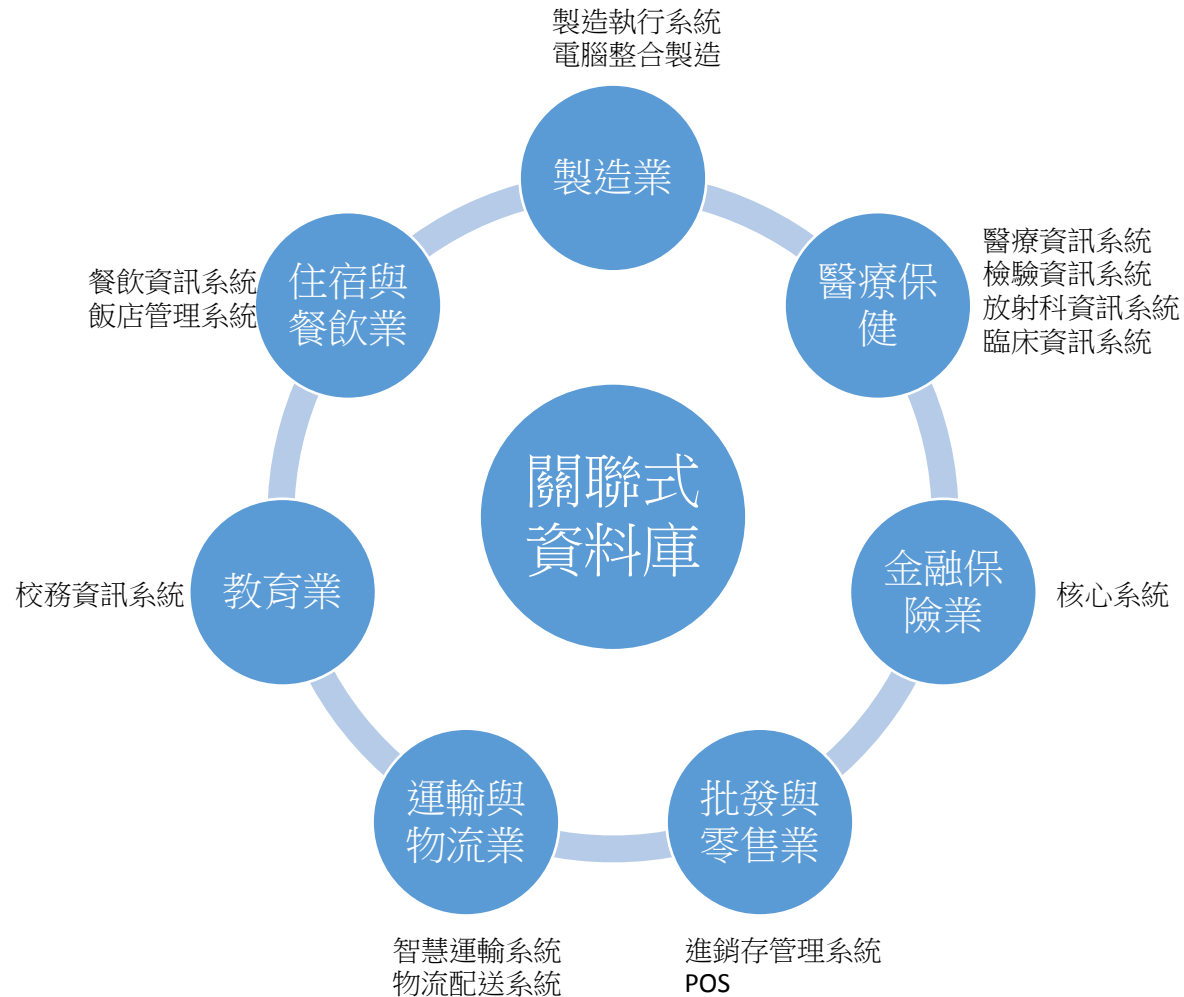 製造執行系統
電腦整合製造
製造業
醫療保
健
醫療資訊系統
檢驗資訊系統
放射科資訊系統
臨床資訊系統
住宿與
餐飲業
餐飲資訊系統
飯店管理系統
關聯式
資料庫
金融保
險業
核心系統
教育業
校務資訊系統
運輸與
物流業
智慧運輸系統
物流配送系統
批發與
零售業
進銷存管理系統
POS